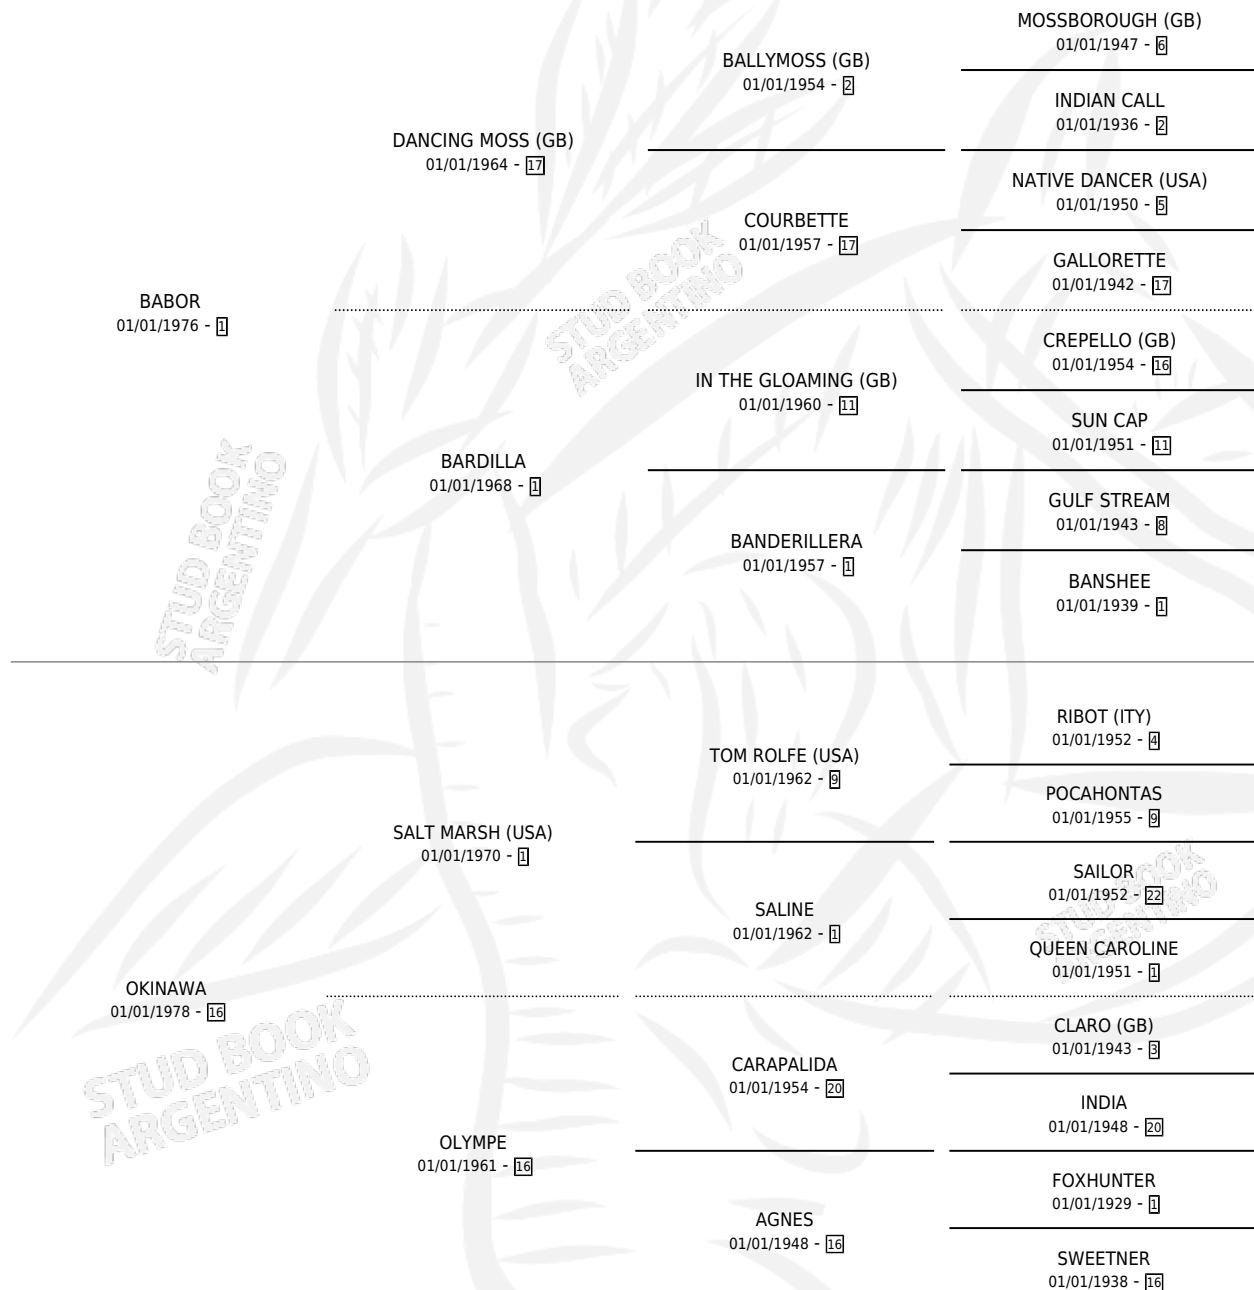 MOSSBOROUGH (GB)
01/01/1947 - 6
BALLYMOSS (GB)
01/01/1954 - 2
INDIAN CALL
01/01/1936 - 2
DANCING MOSS (GB)
01/01/1964 - 17
NATIVE DANCER (USA)
01/01/1950 - 5
COURBETTE
01/01/1957 - 17
GALLORETTE
01/01/1942 - 17
BABOR
01/01/1976 - 1
CREPELLO (GB)
01/01/1954 - 16
IN THE GLOAMING (GB)
01/01/1960 - 11
SUN CAP
01/01/1951 - 11
BARDILLA
01/01/1968 - 1
GULF STREAM
01/01/1943 - 8
BANDERILLERA
01/01/1957 - 1
BANSHEE
01/01/1939 - 1
STUD BOOK
ARGENTINO
STUD BOOK
ARGENTINO
RIBOT (ITY)
01/01/1952 - 4
TOM ROLFE (USA)
01/01/1962 - 9
POCAHONTAS
01/01/1955 - 9
SALT MARSH (USA)
01/01/1970 - 1
SAILOR
01/01/1952 - 22
SALINE
01/01/1962 - 1
QUEEN CAROLINE
01/01/1951 - 1
STUD BOOK
ARGENTINO
OKINAWA
01/01/1978 - 16
CLARO (GB)
01/01/1943 - 3
CARAPALIDA
01/01/1954 - 20
INDIA
01/01/1948 - 20
STUD BOOK
ARGENTINO
OLYMPE
01/01/1961 - 16
FOXHUNTER
01/01/1929 - 1
AGNES
01/01/1948 - 16
SWEETNER
01/01/1938 - 16